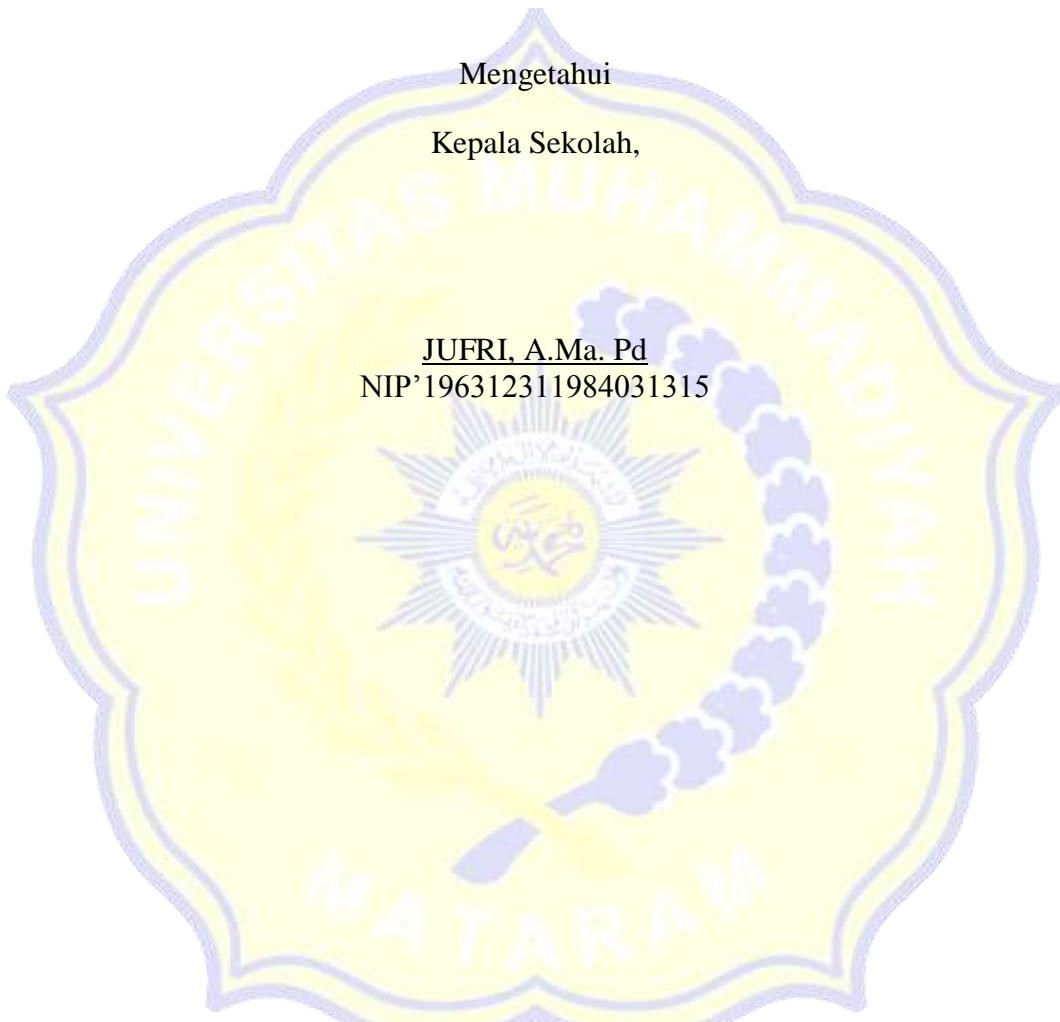 Mengetahui
Kepala Sekolah,
UNIVERSITAS MUHAMMADIYAH
JUFRI, A.Ma. Pd
NIP’196312311984031315
MATARAM